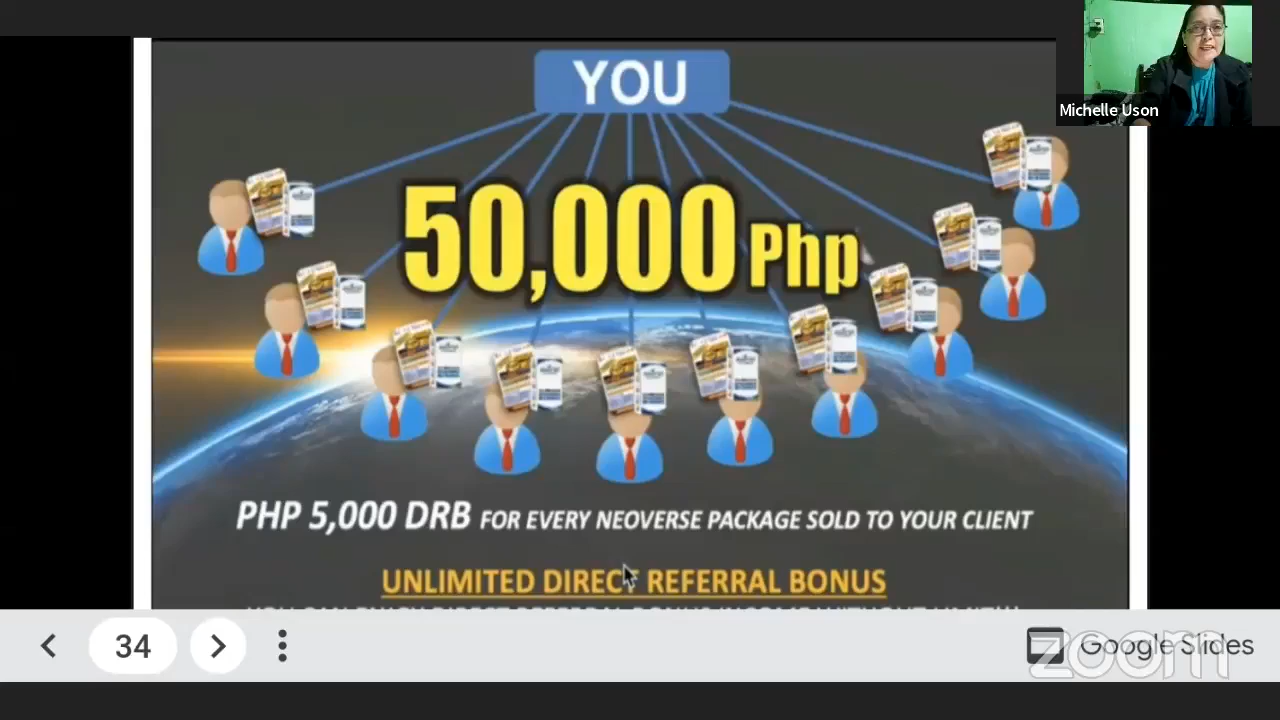 YOU
Michelle Uson
50,000 Php
PHP 5,000 DRB FOR EVERY NEOVERSE PACKAGE SOLD TO YOUR CLIENT
UNLIMITED DIRECT REFERRAL BONUS
34
Google Slides
zoom